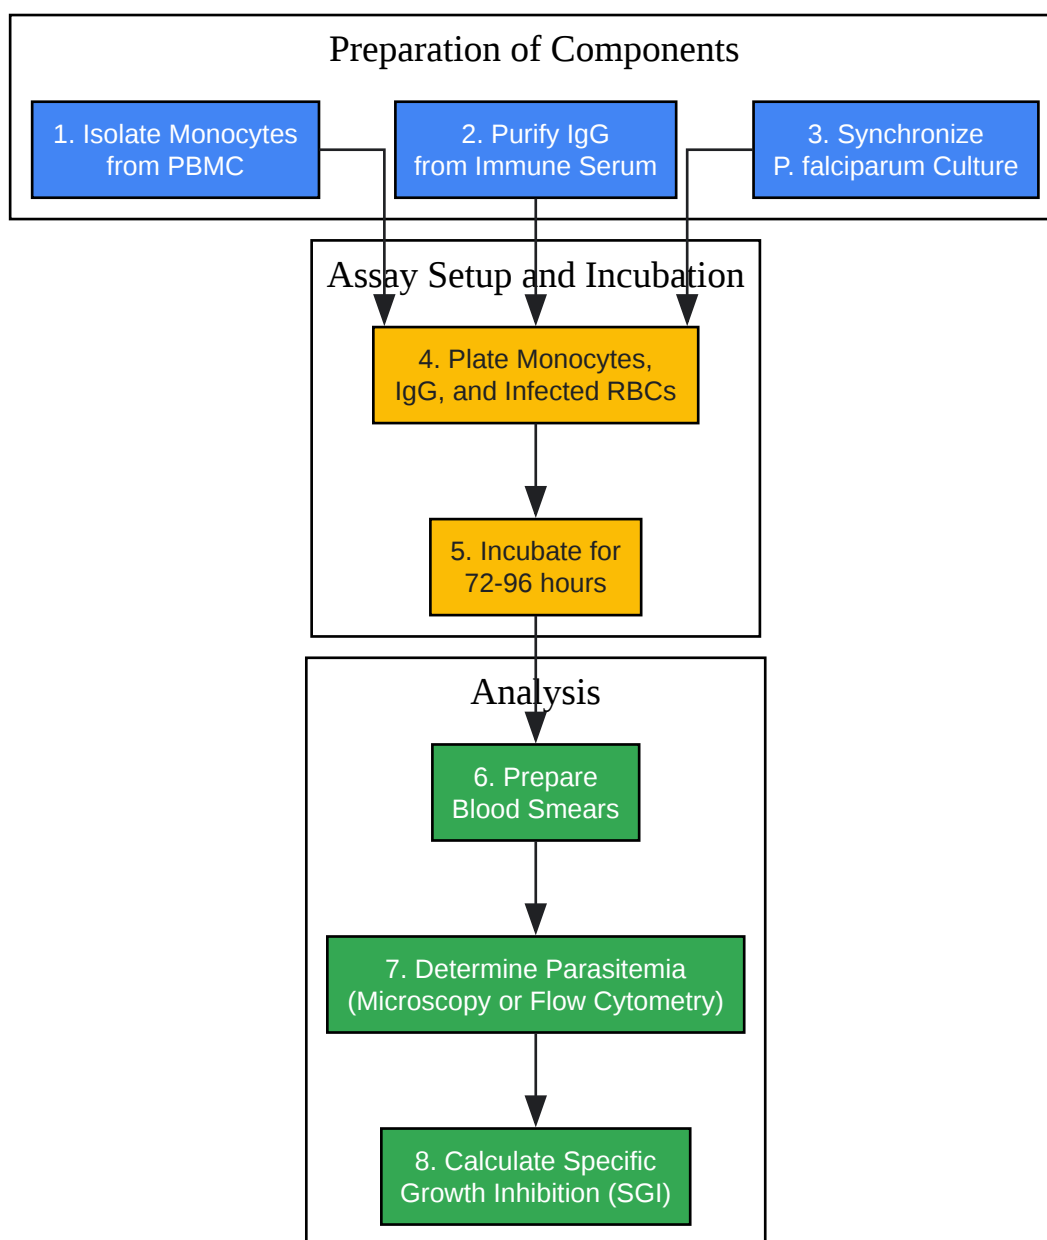 Preparation of Components
1. Isolate Monocytes
from PBMC
2. Purify IgG
from Immune Serum
3. Synchronize
P. falciparum Culture
Assay Setup and Incubation
4. Plate Monocytes,
IgG, and Infected RBCs
5. Incubate for
72-96 hours
Analysis
6. Prepare
Blood Smears
7. Determine Parasitemia
(Microscopy or Flow Cytometry)
8. Calculate Specific
Growth Inhibition (SGI)